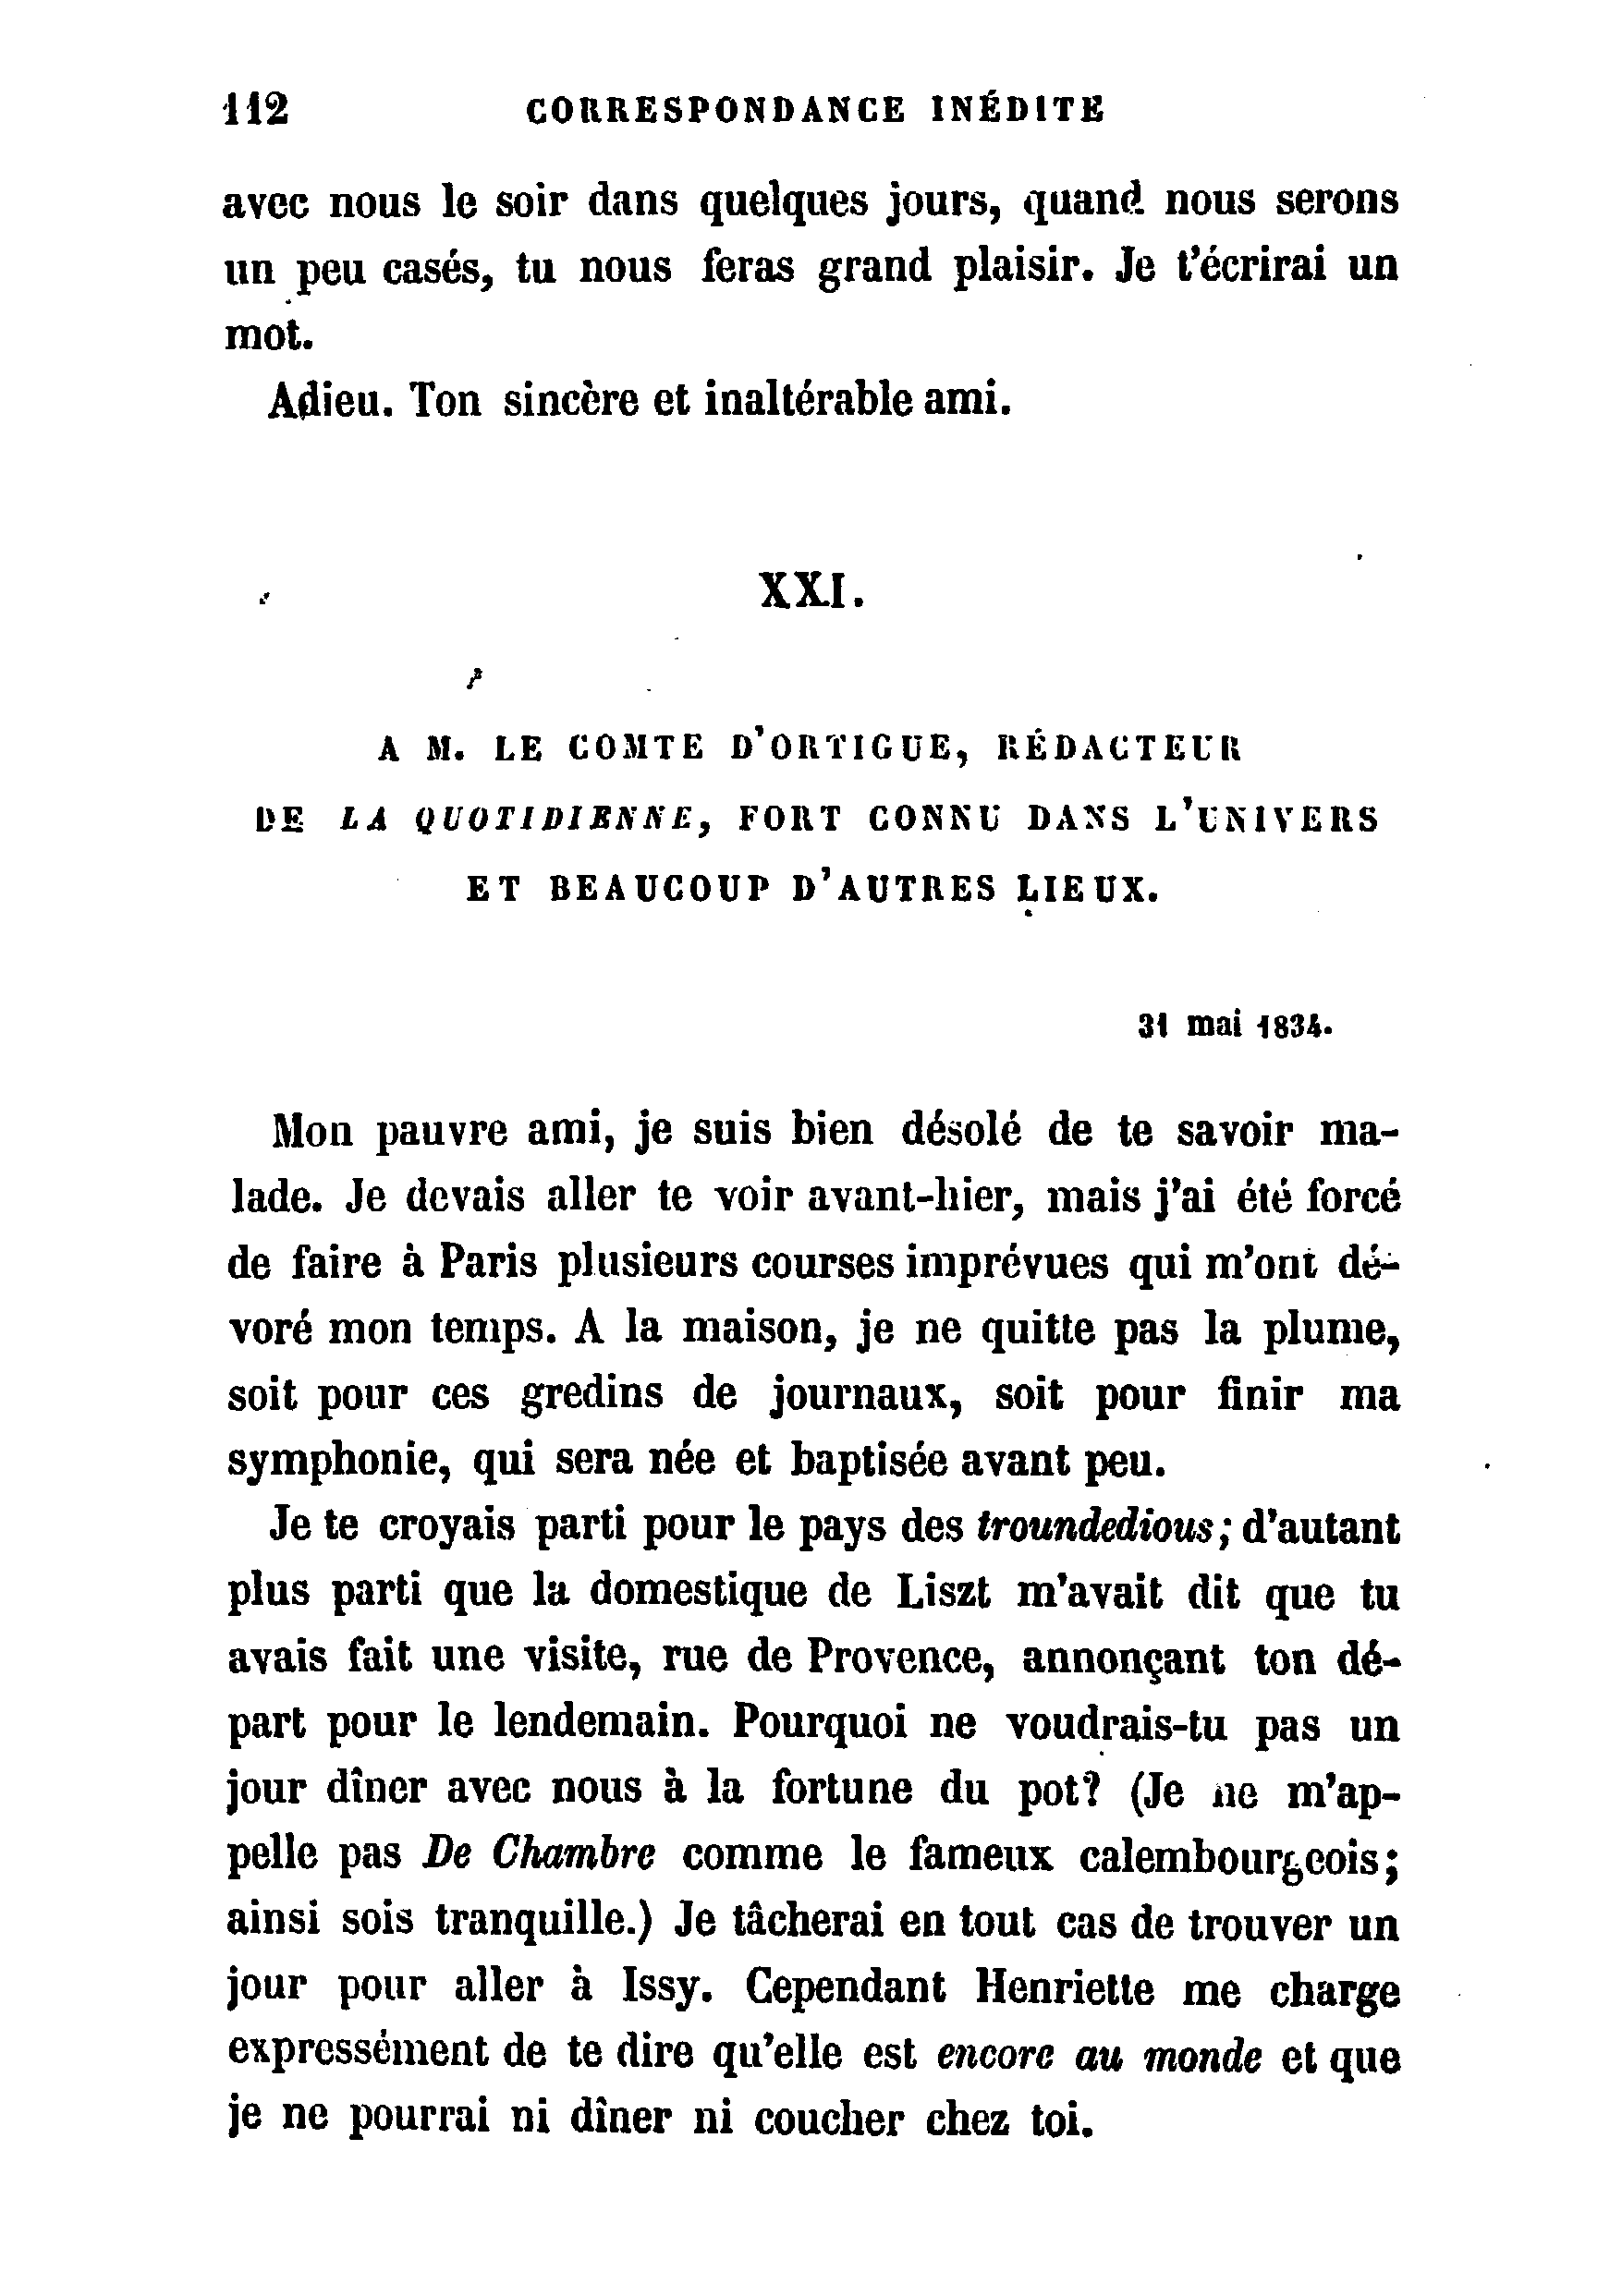 112 CORRESPONDANCE INÉDITE
avec nous le soir dans quelques jours, quand nous serons
un peu casés, tu nous feras grand plaisir. Je t'écrirai un
mot.
Adieu. Ton sincère et inaltérable ami.
XXI.
A M. LE COMTE D'ORTIGUE, RÉDACTEUR
DE LA QUOTIDIENNE, FORT CONNU DANS L'UNIVERS
ET BEAUCOUP D'AUTRES LIEUX.
31 mai 1834.
Mon pauvre ami, je suis bien désolé de te savoir ma-
lade. Je devais aller te voir avant-hier, mais j'ai été forcé
de faire à Paris plusieurs courses imprévues qui m'ont dé-
voré mon temps. A la maison, je ne quitte pas la plume,
soit pour ces gredins de journaux, soit pour finir ma
symphonie, qui sera née et baptisée avant peu.
Je te croyais parti pour le pays des troundedious; d'autant
plus parti que la domestique de Liszt m'avait dit que tu
avais fait une visite, rue de Provence, annonçant ton dé-
part pour le lendemain. Pourquoi ne voudrais-tu pas un
jour dîner avec nous à la fortune du pot? (Je ne m'ap-
pelle pas De Chambre comme le fameux calembourgeois;
ainsi sois tranquille.) Je tâcherai en tout cas de trouver un
jour pour aller à Issy. Cependant Henriette me charge
expressément de te dire qu'elle est encore au monde et que
je ne pourrai ni dîner ni coucher chez toi.